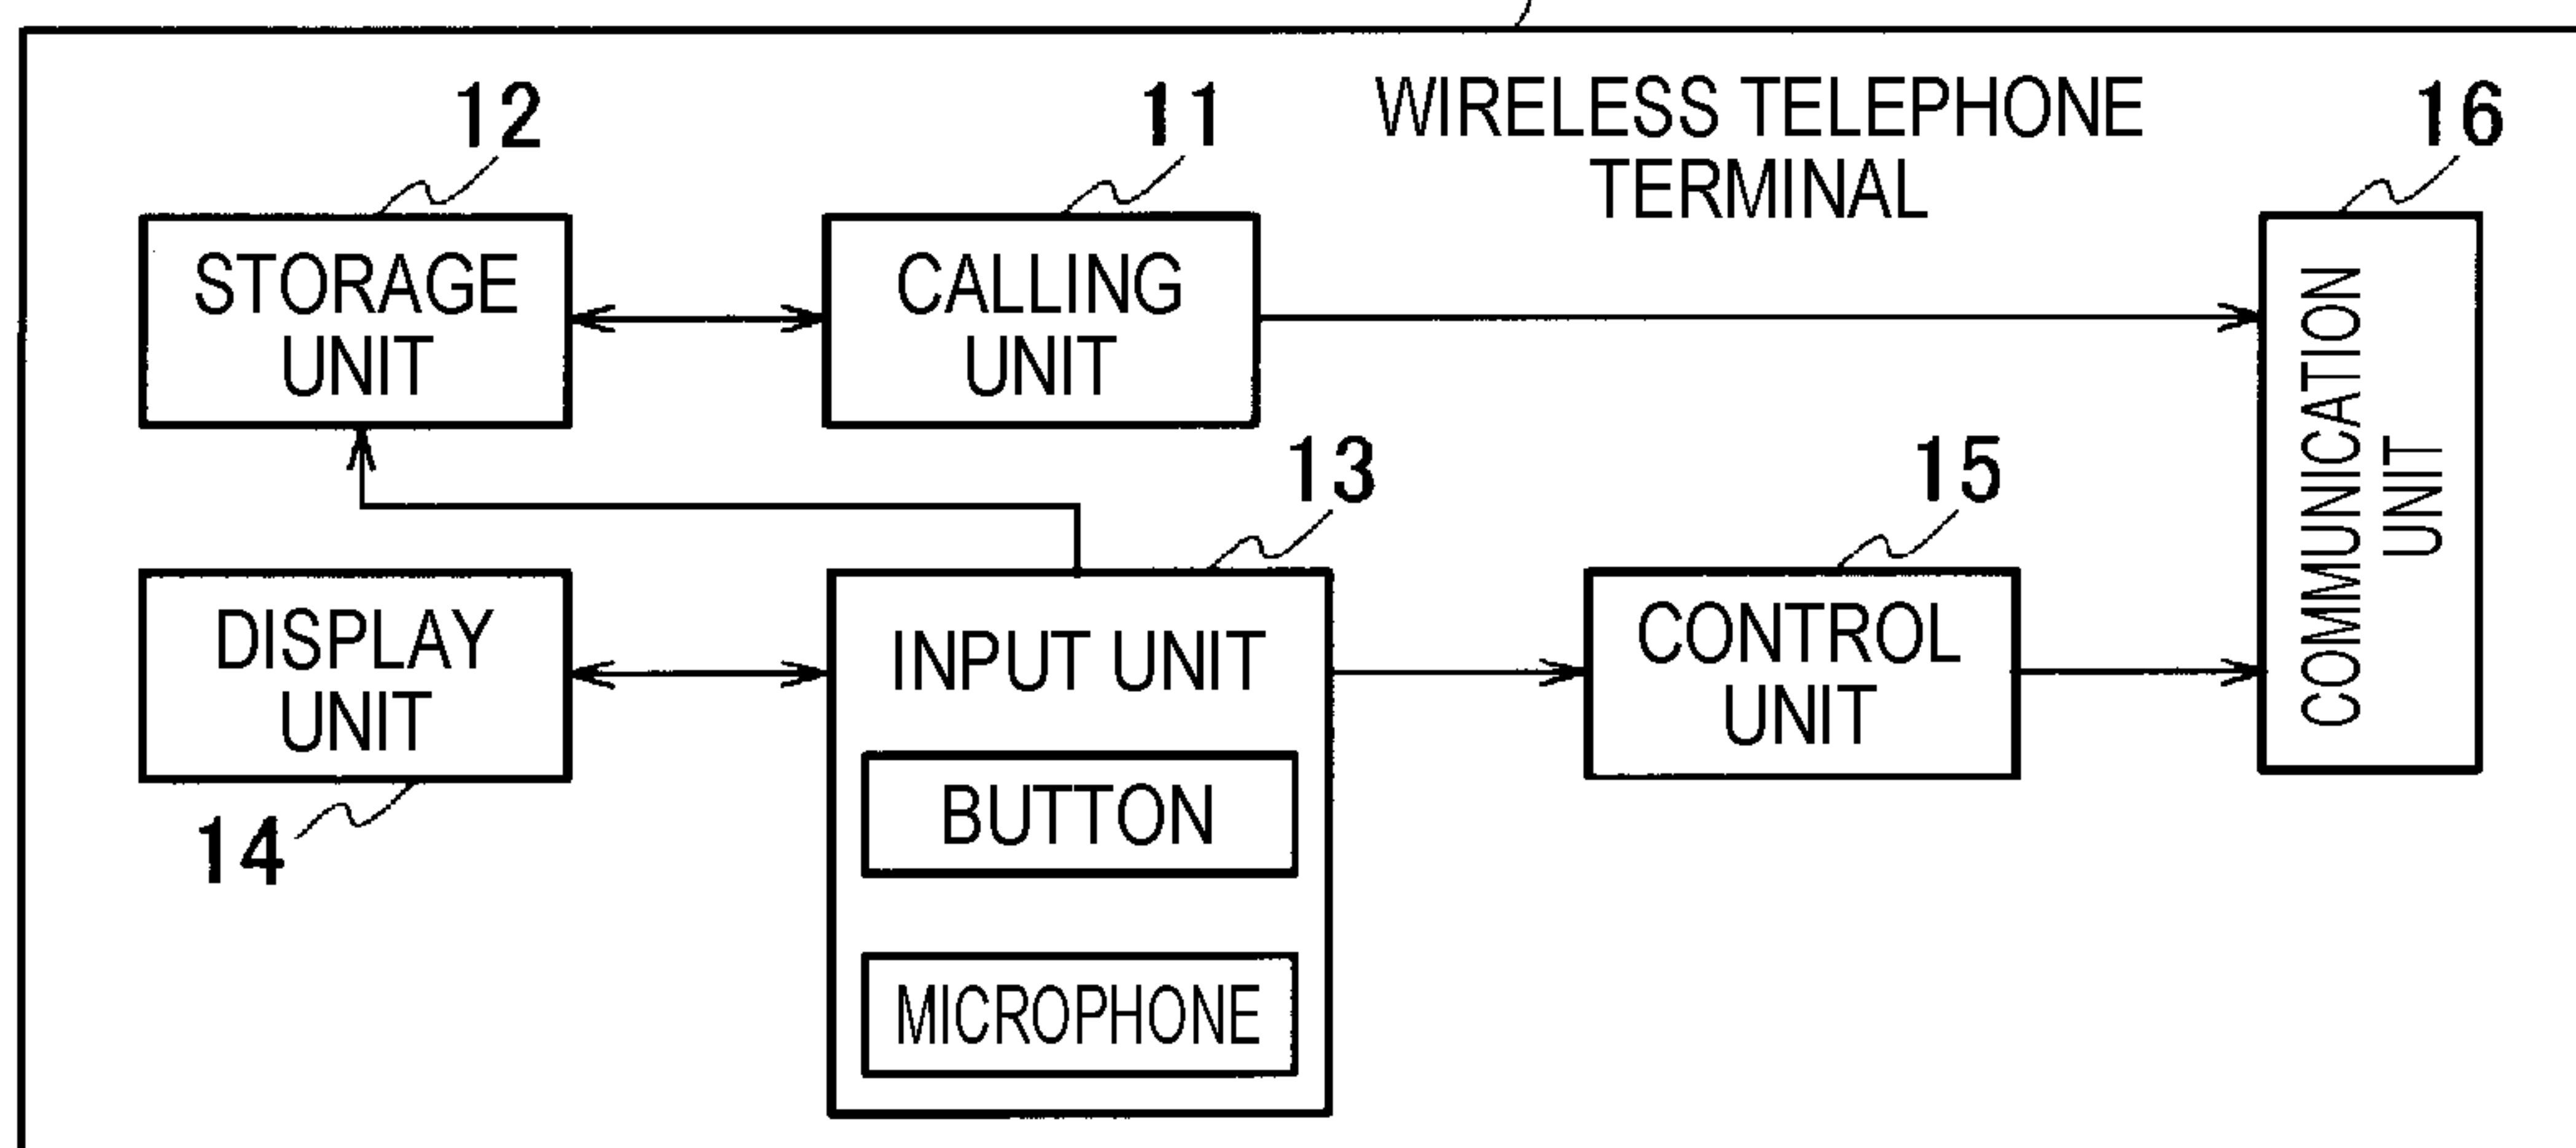 12
11
WIRELESS TELEPHONE
TERMINAL
16
STORAGE
UNIT
CALLING
UNIT
COMMUNICATION
UNIT
13
15
DISPLAY
UNIT
INPUT UNIT
CONTROL
UNIT
BUTTON
14
MICROPHONE